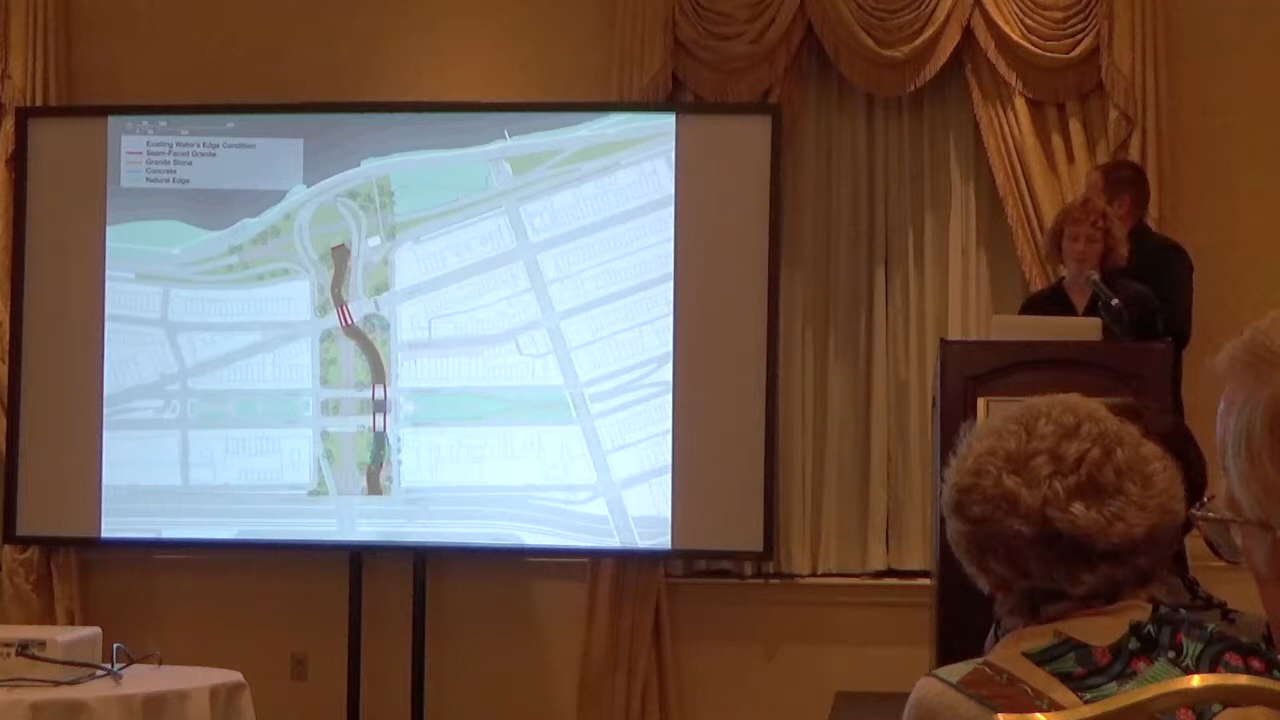 Existing Water's Edge Condition
Seam-Faced Granite
Granite Stone
Concrete
Natural Edge